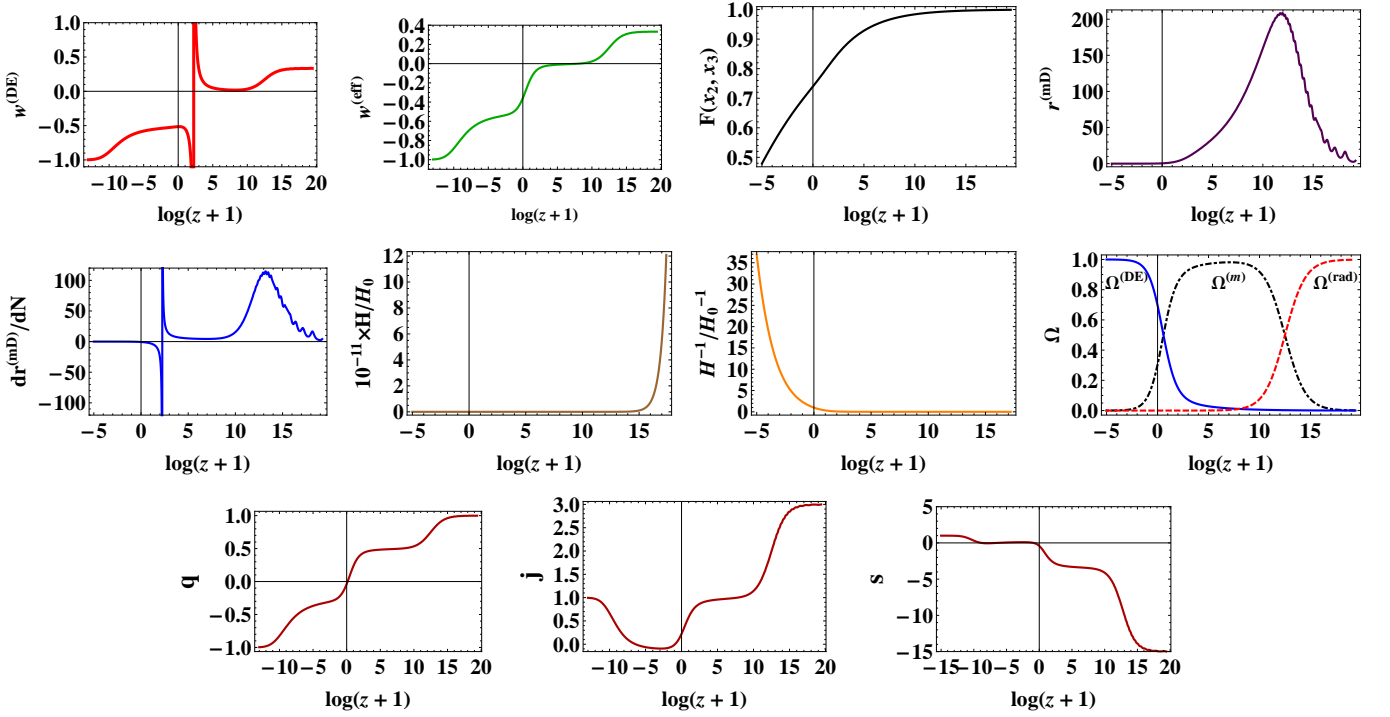 1.0
0.5
0.0
−0.5
−1.0
w(DE)
−10 −5 0 5 10 15 20
log(z + 1)
0.4
0.2
0.0
−0.2
−0.4
−0.6
−0.8
−1.0
w(eff)
−10 −5 0 5 10 15 20
log(z + 1)
1.0
0.9
0.8
0.7
0.6
0.5
F(x2, x3)
−5 0 5 10 15
log(z + 1)
200
150
100
50
0
r(mD)
−5 0 5 10 15
log(z + 1)
100
50
0
−50
−100
dr(mD)/dN
−5 0 5 10 15
log(z + 1)
12
10
8
6
4
2
0
10−11×H/H0
−5 0 5 10 15
log(z + 1)
35
30
25
20
15
10
5
0
H−1/H0−1
−5 0 5 10 15
log(z + 1)
1.0
0.8
0.6
0.4
0.2
0.0
Ω
Ω(DE) Ω(m) Ω(rad)
−5 0 5 10 15
log(z + 1)
1.0
0.5
0.0
−0.5
−1.0
q
−10 −5 0 5 10 15 20
log(z + 1)
3.0
2.5
2.0
1.5
1.0
0.5
0.0
j
−10 −5 0 5 10 15 20
log(z + 1)
5
0
−5
−10
−15
s
−15 −10 −5 0 5 10 15 20
log(z + 1)